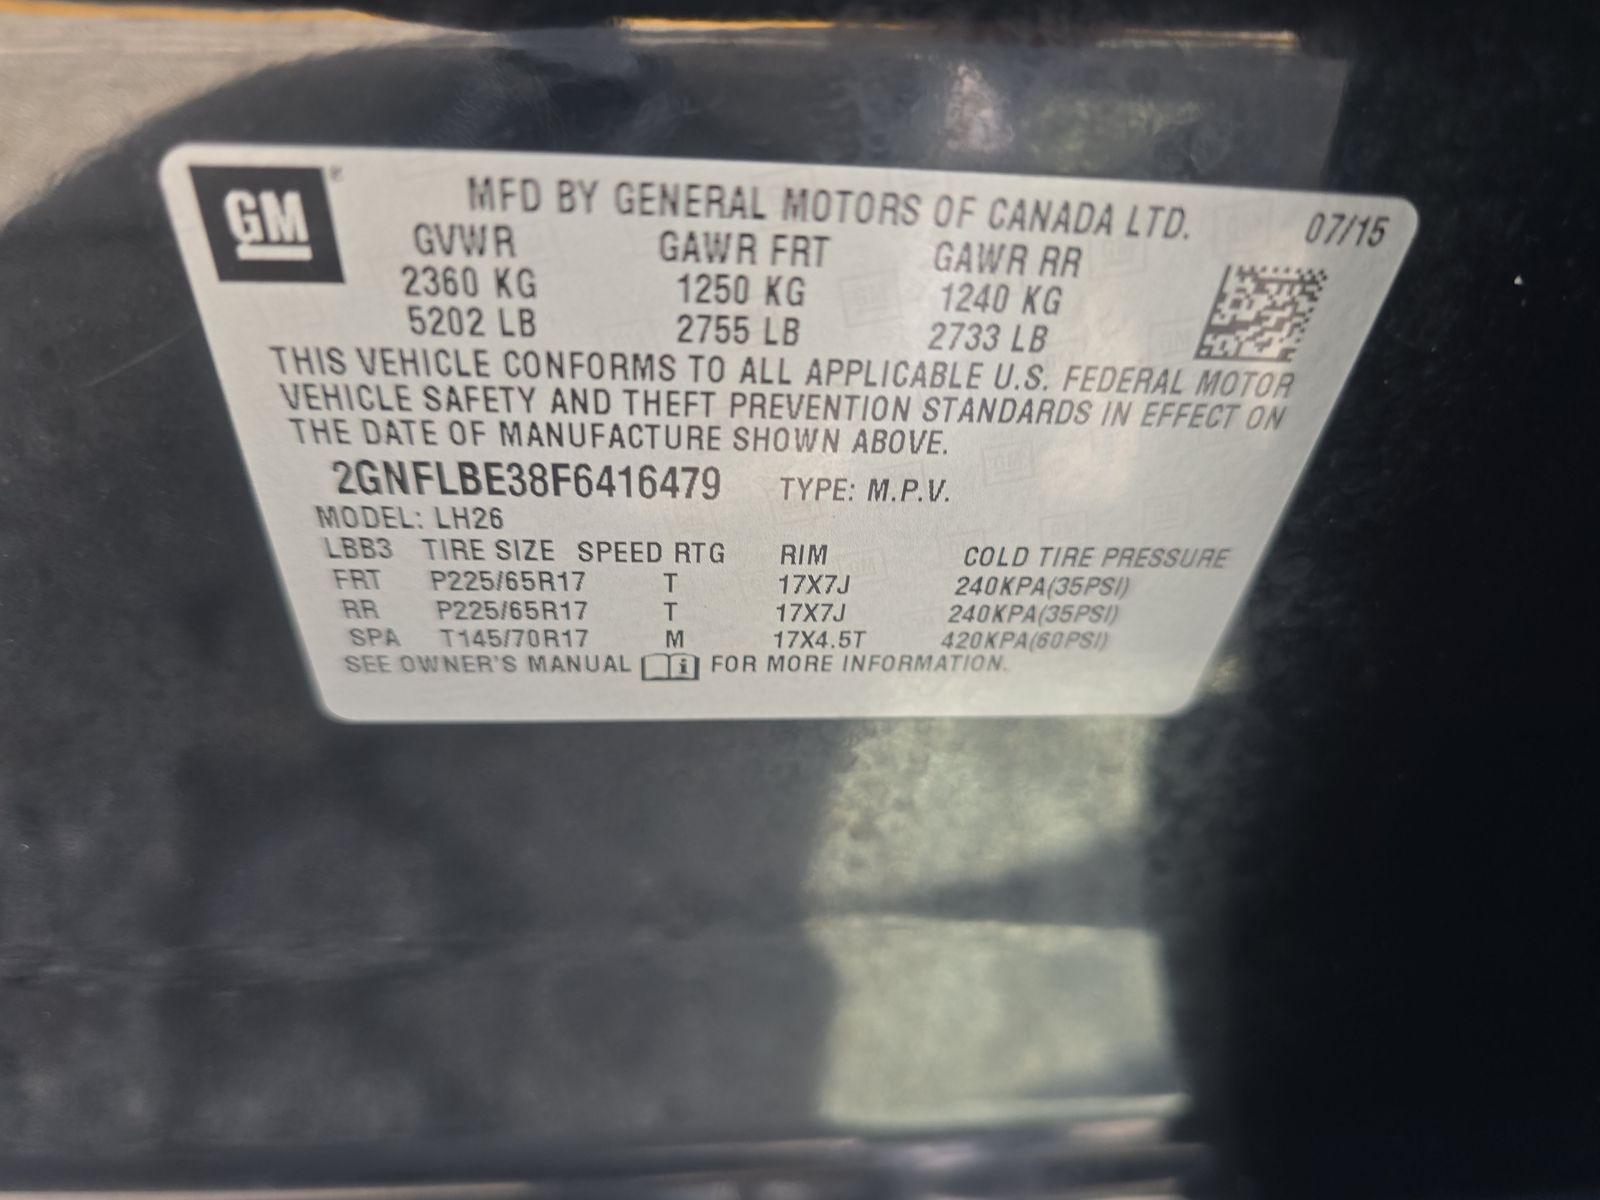 GM ®
MFD BY GENERAL MOTORS OF CANADA LTD. 07/15
GVWR GAWR FRT GAWR RR
2360 KG 1250 KG 1240 KG
5202 LB 2755 LB 2733 LB
THIS VEHICLE CONFORMS TO ALL APPLICABLE U.S. FEDERAL MOTOR
VEHICLE SAFETY AND THEFT PREVENTION STANDARDS IN EFFECT ON
THE DATE OF MANUFACTURE SHOWN ABOVE.
2GNFLBE38F6416479 TYPE: M.P.V.
MODEL: LH26
LBB3 TIRE SIZE SPEED RTG RIM COLD TIRE PRESSURE
FRT P225/65R17 T 17X7J 240KPA(35PSI)
RR P225/65R17 T 17X7J 240KPA(35PSI)
SPA T145/70R17 M 17X4.5T 420KPA(60PSI)
SEE OWNER'S MANUAL i FOR MORE INFORMATION.